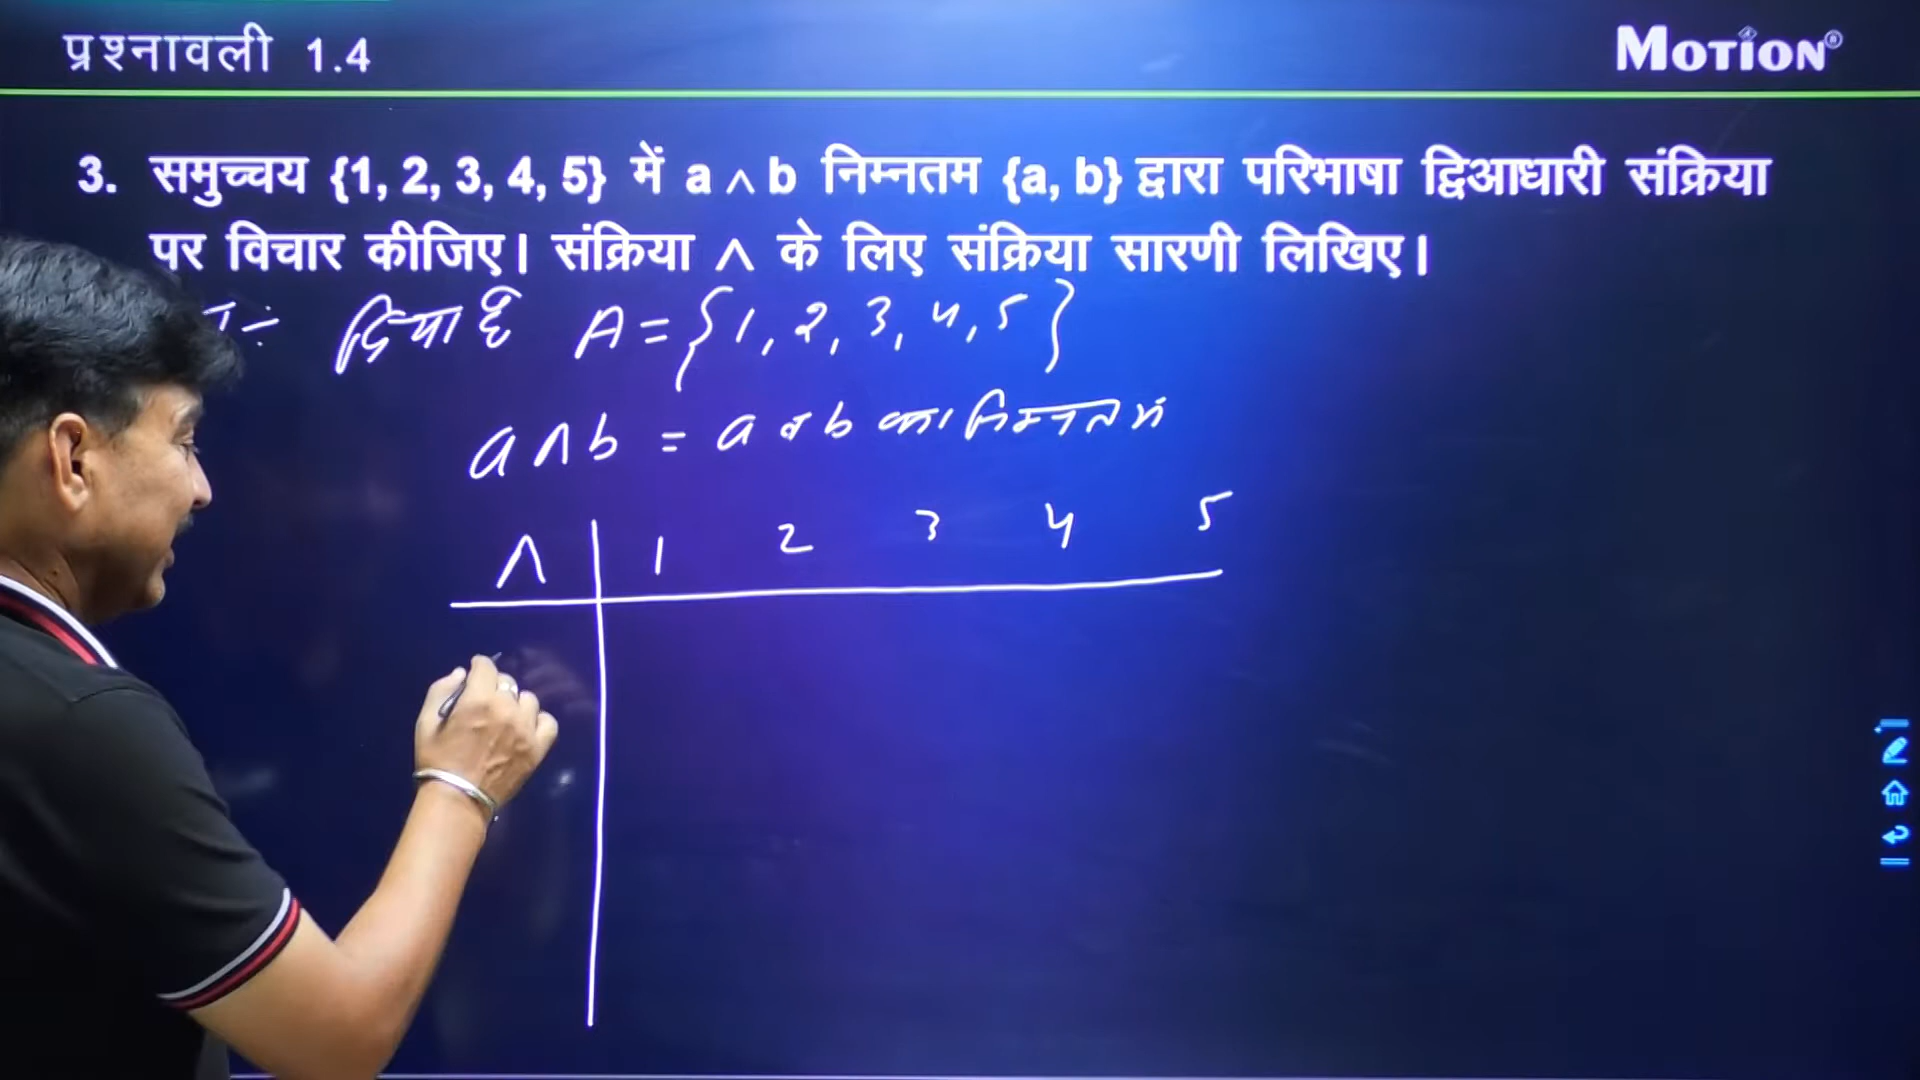 प्रश्नावली 1.4
MOTION®
3. समुच्चय {1, 2, 3, 4, 5} में a ∧ b निम्नतम {a, b} द्वारा परिभाषा द्विआधारी संक्रिया
पर विचार कीजिए। संक्रिया ∧ के लिए संक्रिया सारणी लिखिए।
दिया है A = {1, 2, 3, 4, 5}
a ∧ b = a व b का निम्नतम
∧ 1 2 3 4 5